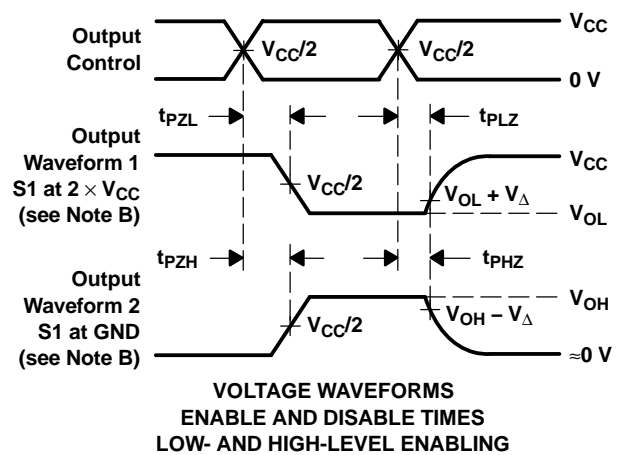 Output
Control
V_CC/2
V_CC/2
V_CC
0 V
t_PZL
t_PLZ
Output
Waveform 1
S1 at 2 × V_CC
(see Note B)
V_CC/2
V_CC
V_OL + V_Δ
V_OL
t_PZH
t_PHZ
Output
Waveform 2
S1 at GND
(see Note B)
V_CC/2
V_OH
V_OH − V_Δ
≈0 V
VOLTAGE WAVEFORMS
ENABLE AND DISABLE TIMES
LOW- AND HIGH-LEVEL ENABLING